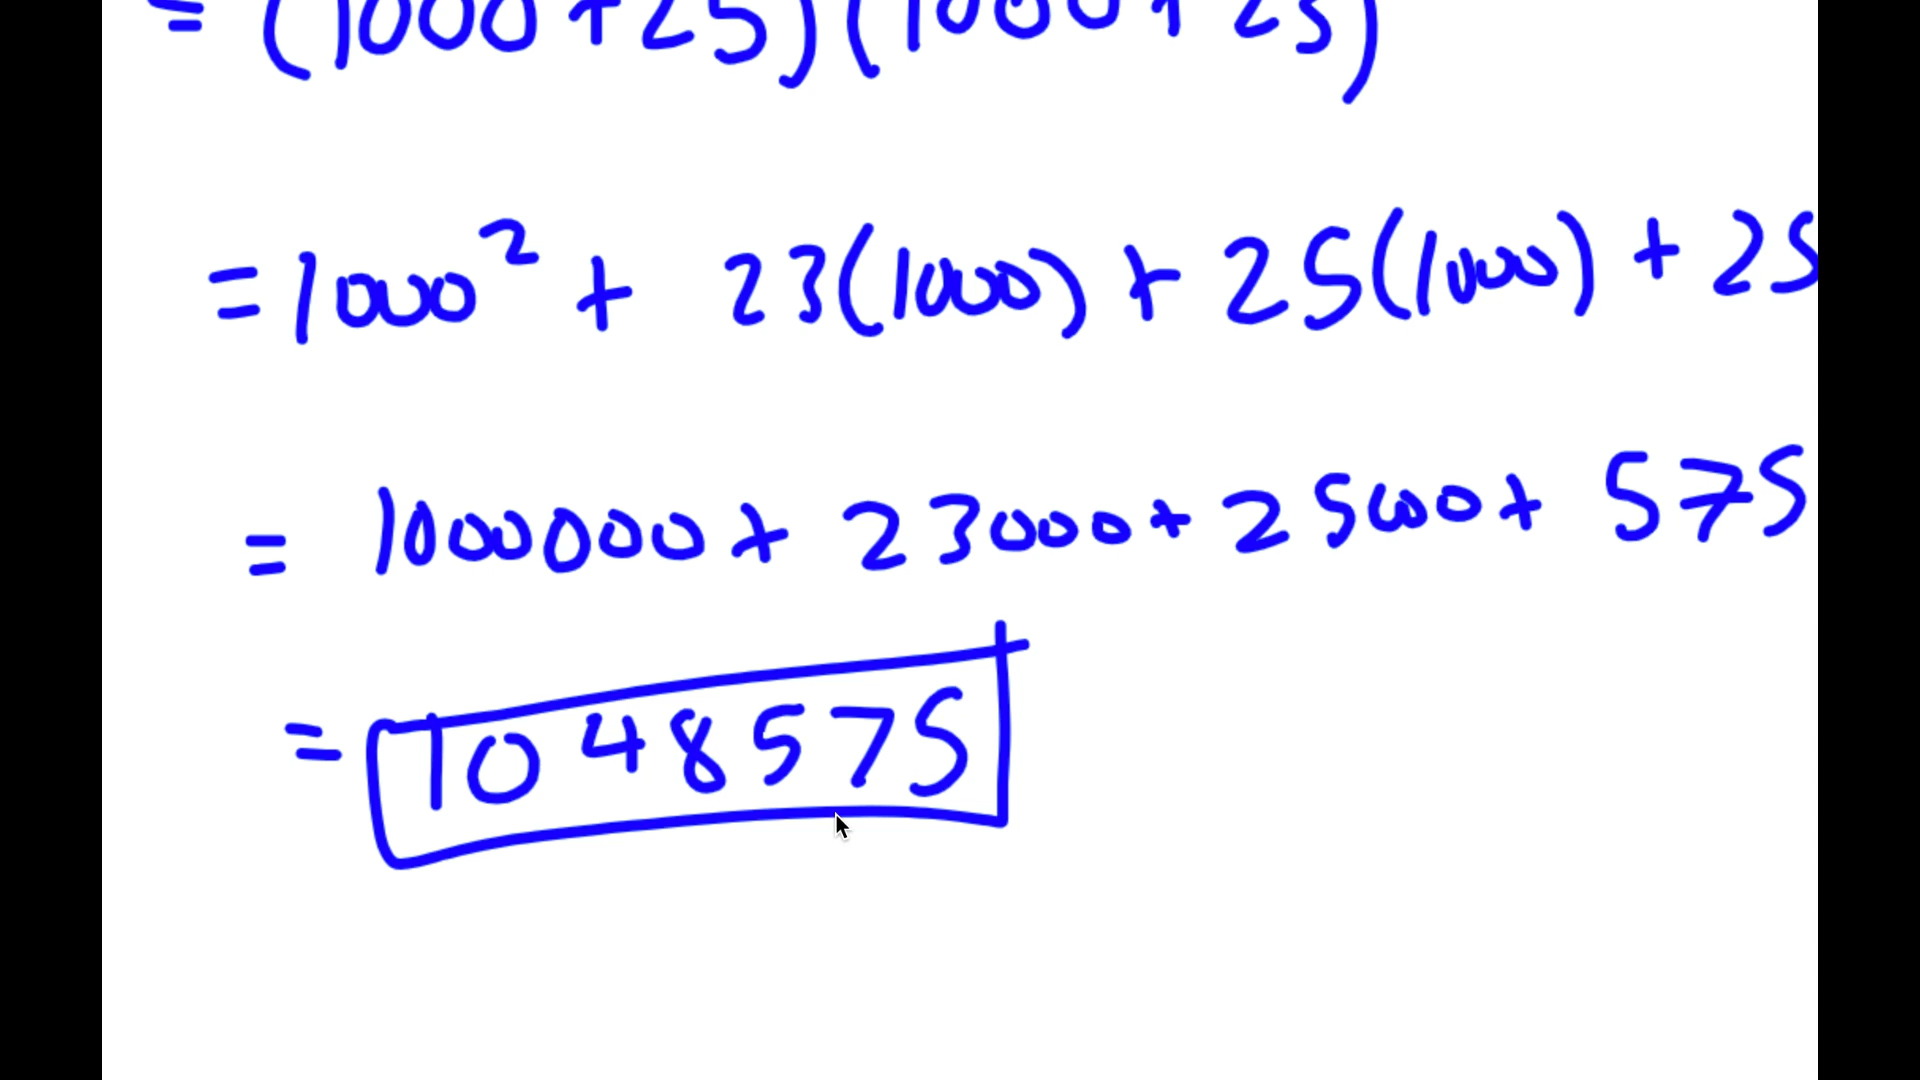 = (1000+25)(1000+23)
= 1000² + 23(1000) + 25(1000) + 25
= 1000000 + 23000 + 25000 + 575
= 1048575